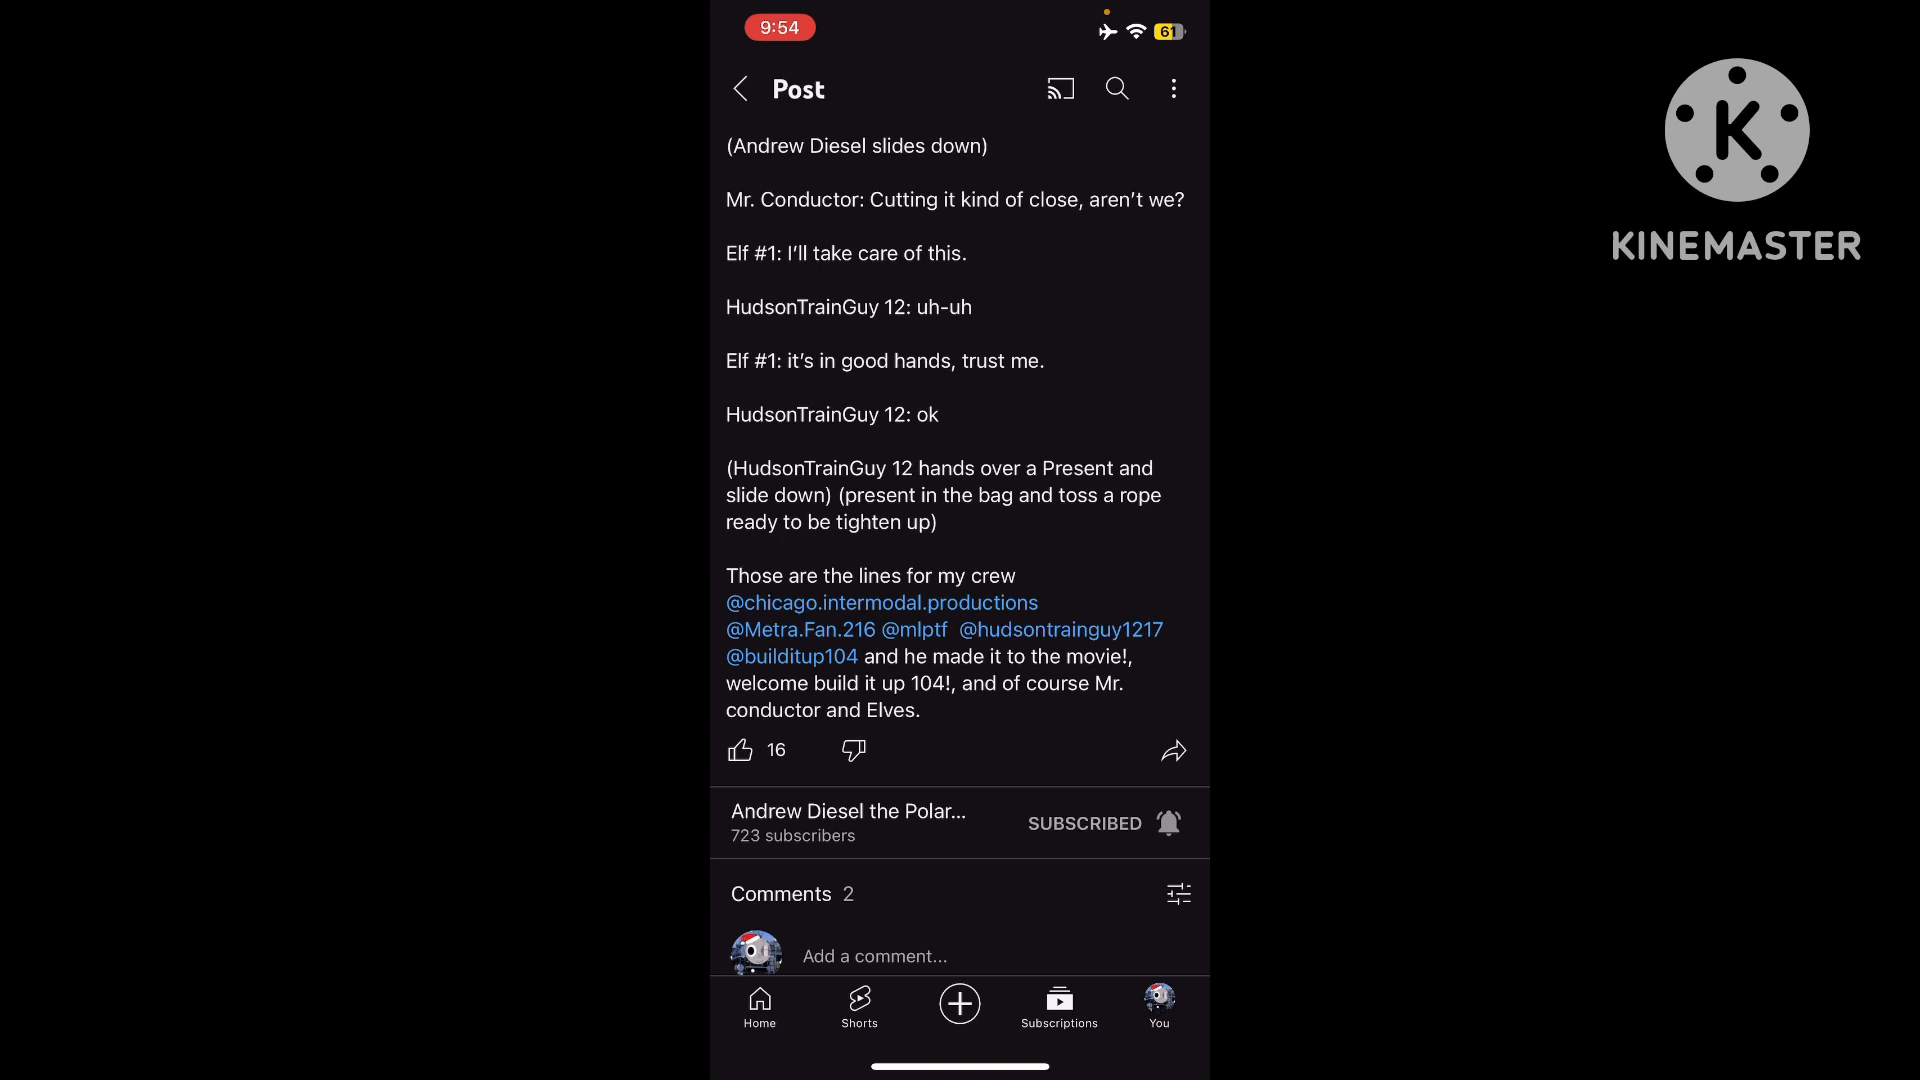 9:54
61
Post
(Andrew Diesel slides down)
Mr. Conductor: Cutting it kind of close, aren’t we?
Elf #1: I’ll take care of this.
HudsonTrainGuy 12: uh-uh
Elf #1: it’s in good hands, trust me.
HudsonTrainGuy 12: ok
(HudsonTrainGuy 12 hands over a Present and
slide down) (present in the bag and toss a rope
ready to be tighten up)
Those are the lines for my crew
@chicago.intermodal.productions
@Metra.Fan.216 @mlptf @hudsontrainguy1217
@builditup104 and he made it to the movie!,
welcome build it up 104!, and of course Mr.
conductor and Elves.
16
Andrew Diesel the Polar...
723 subscribers
SUBSCRIBED
Comments 2
Add a comment...
Home
Shorts
Subscriptions
You
K
KINEMASTER